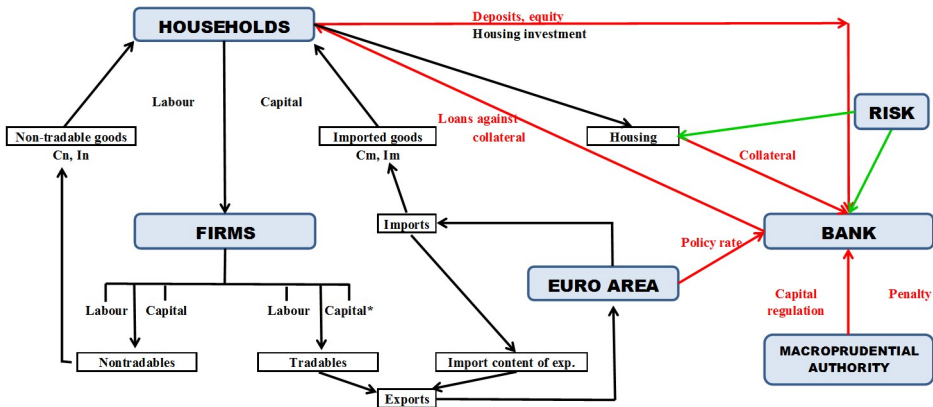 HOUSEHOLDS
Deposits, equity
Housing investment
Labour
Capital
Loans against
collateral
RISK
Non-tradable goods
Cn, In
Imported goods
Cm, Im
Housing
Collateral
FIRMS
Imports
Policy rate
BANK
EURO AREA
Labour
Capital
Labour
Capital*
Capital
regulation
Penalty
Nontradables
Tradables
Import content of exp.
MACROPRUDENTIAL
AUTHORITY
Exports